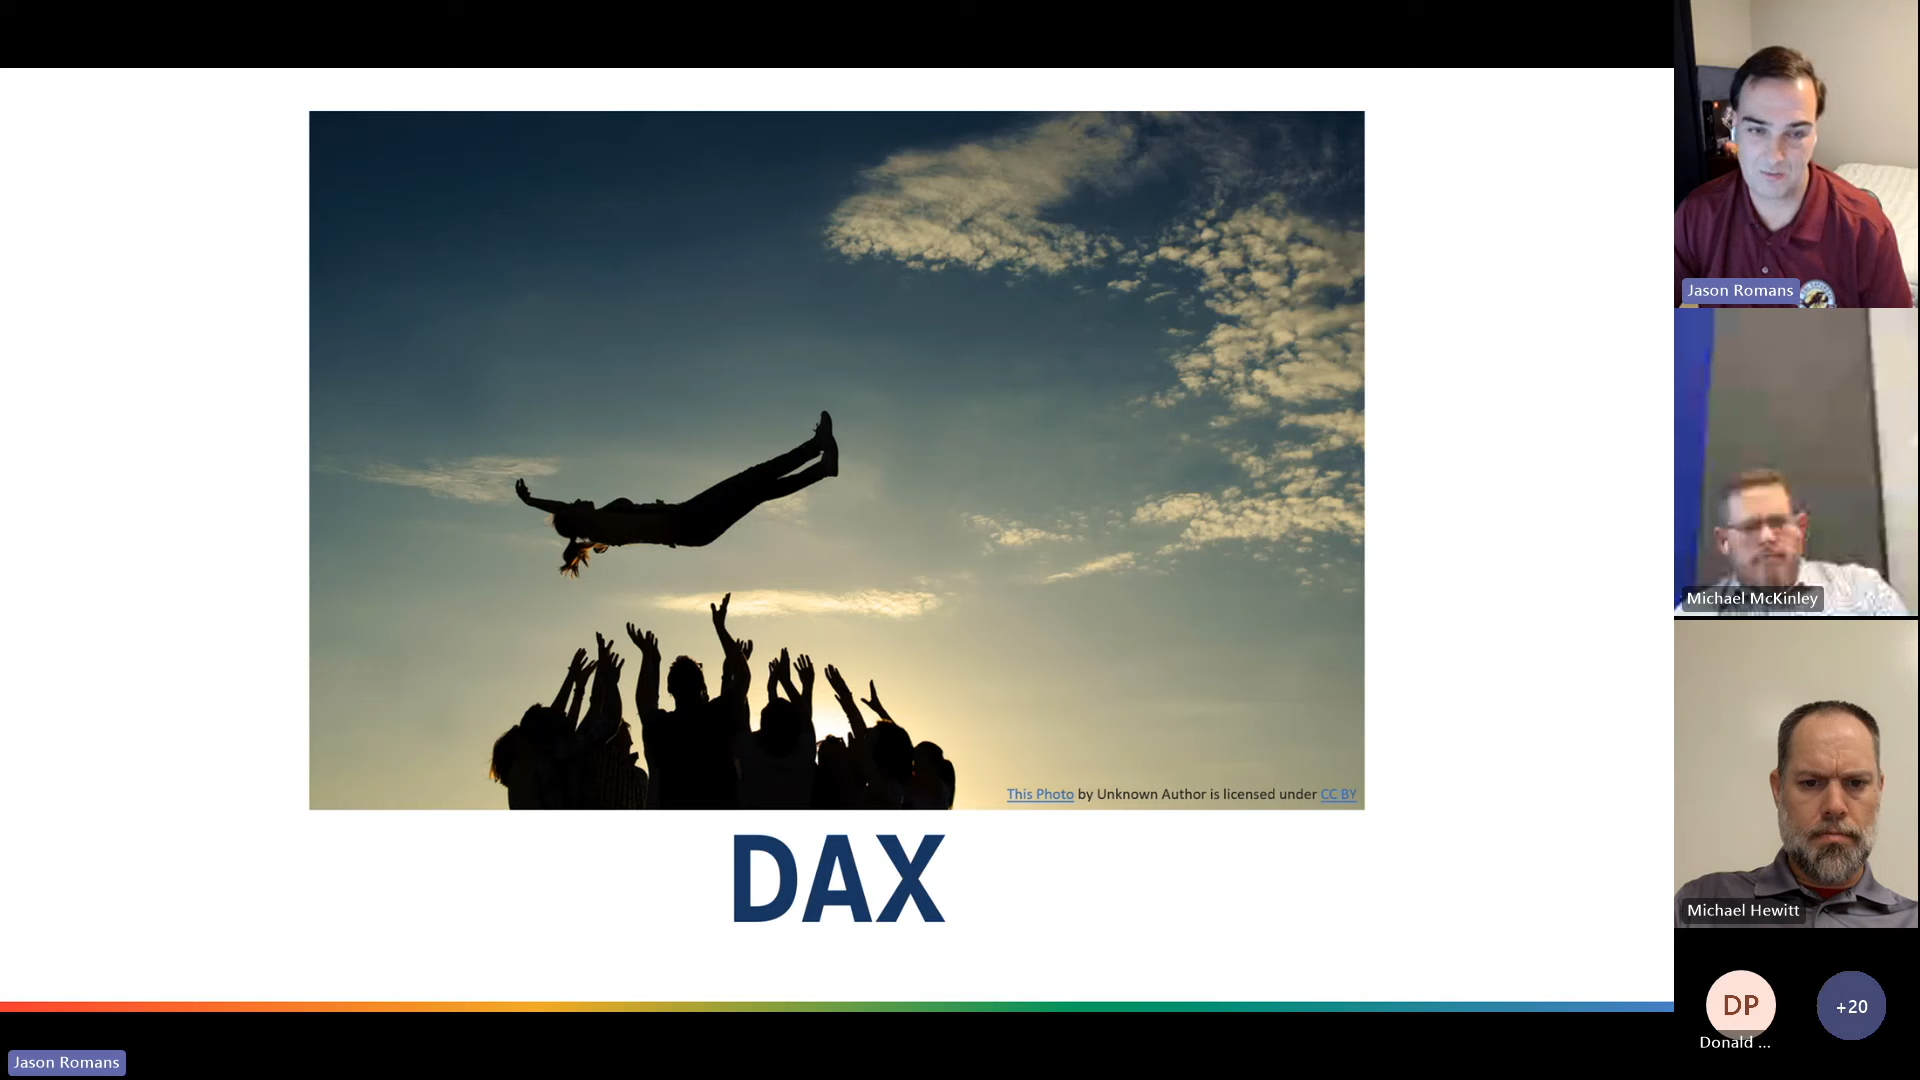 This Photo by Unknown Author is licensed under CC BY
DAX
Jason Romans
Jason Romans
Michael McKinley
Michael Hewitt
DP
Donald ...
+20